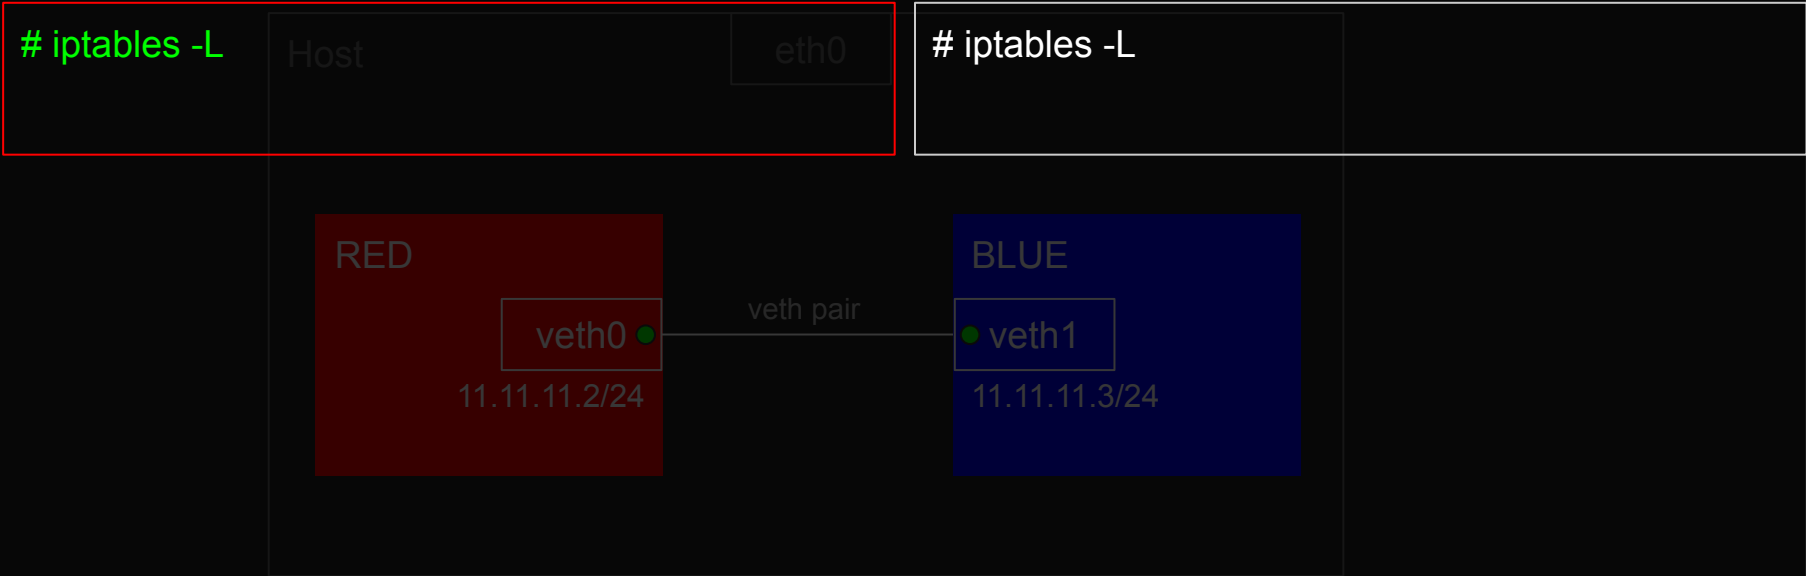 # iptables -L
# iptables -L
Host
eth0
RED
BLUE
veth pair
veth0
veth1
11.11.11.2/24
11.11.11.3/24